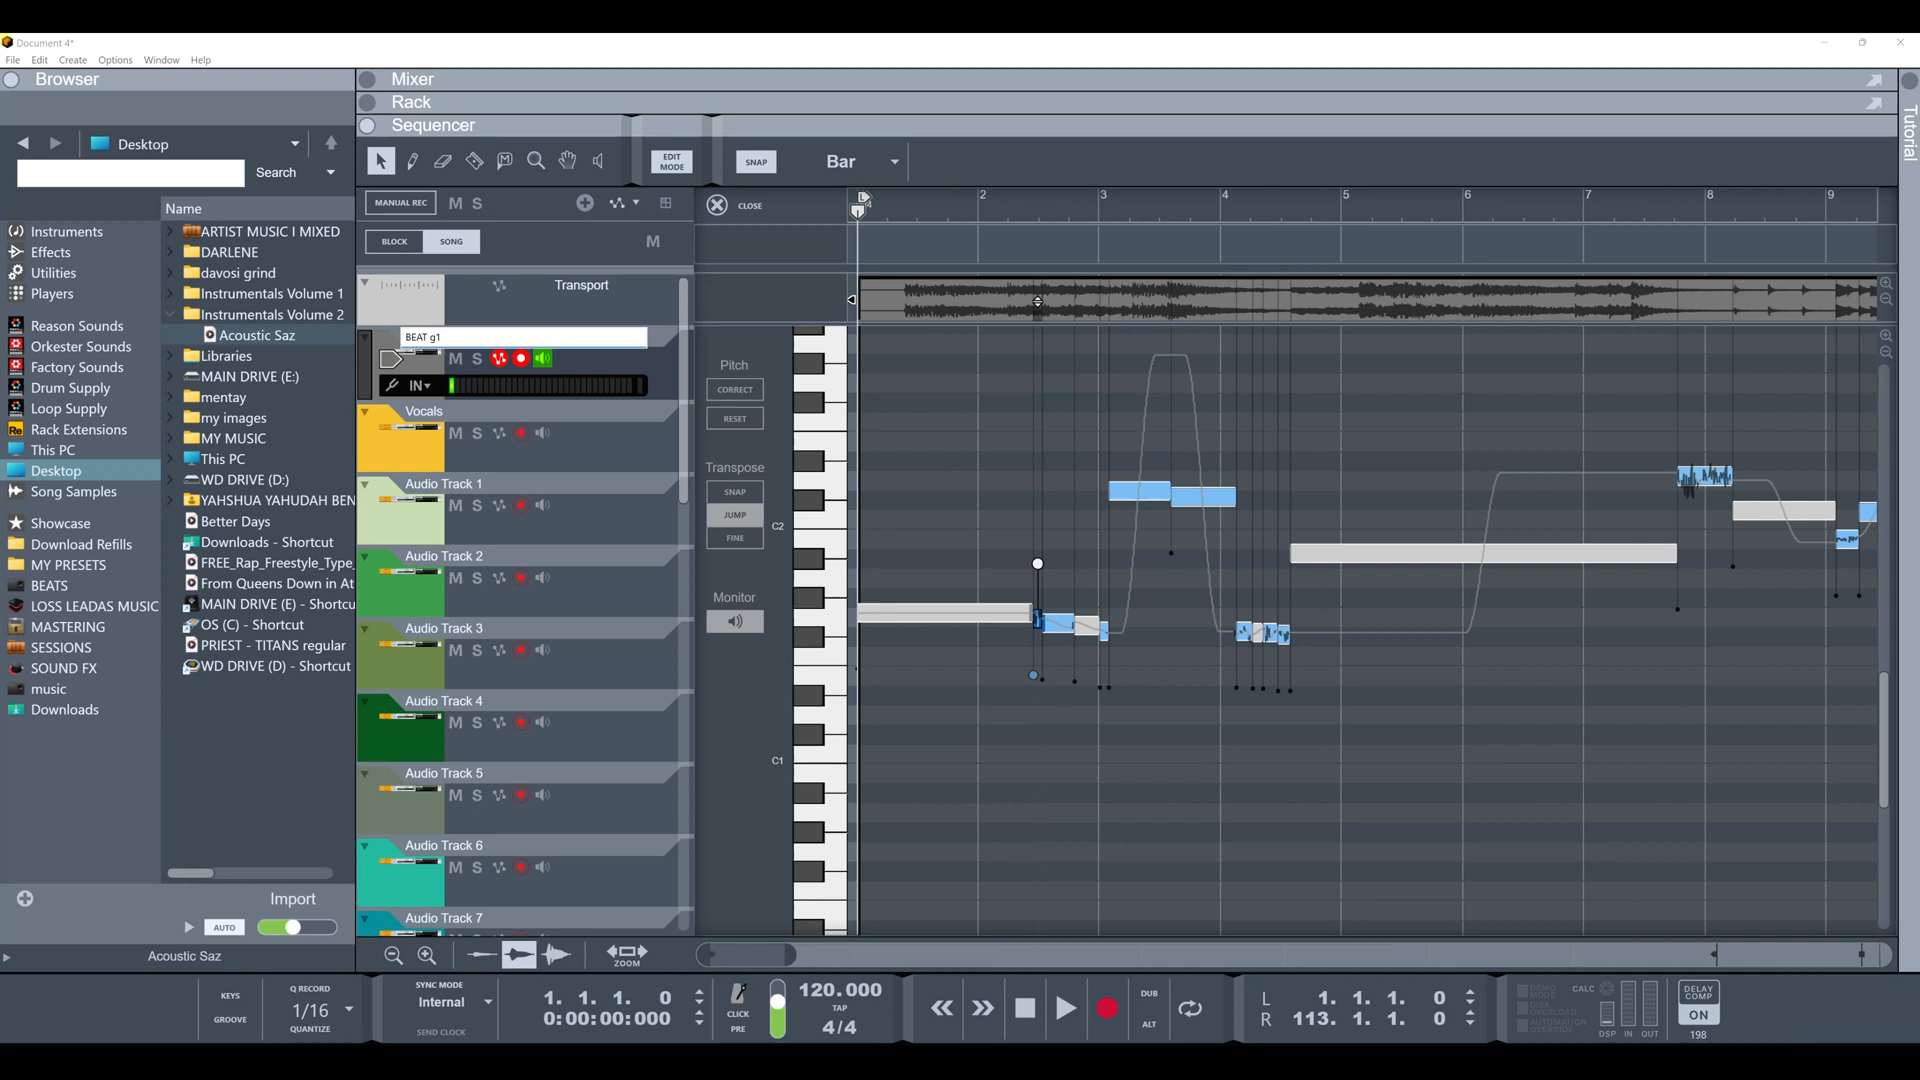 Document 4*
File Edit Create Options Window Help
Browser
Mixer
Rack
Sequencer
Tutorial
Desktop
Search
EDIT MODE
SNAP
Bar
Name
MANUAL REC
M S
CLOSE
2 3 4 5 6 7 8 9
BLOCK SONG
M
Instruments
Effects
Utilities
Players
Reason Sounds
Orkester Sounds
Factory Sounds
Drum Supply
Loop Supply
Rack Extensions
This PC
Desktop
Song Samples
Showcase
Download Refills
MY PRESETS
BEATS
LOSS LEADAS MUSIC
MASTERING
SESSIONS
SOUND FX
music
Downloads
ARTIST MUSIC I MIXED
DARLENE
davosi grind
Instrumentals Volume 1
Instrumentals Volume 2
Acoustic Saz
Libraries
MAIN DRIVE (E:)
mentay
my images
MY MUSIC
This PC
WD DRIVE (D:)
YAHSHUA YAHUDAH BEN
Better Days
Downloads - Shortcut
FREE_Rap_Freestyle_Type_
From Queens Down in At
MAIN DRIVE (E) - Shortcu
OS (C) - Shortcut
PRIEST - TITANS regular
WD DRIVE (D) - Shortcut
Import
AUTO
Acoustic Saz
Transport
BEAT g1
M S
IN
Vocals
M S
Audio Track 1
M S
Audio Track 2
M S
Audio Track 3
M S
Audio Track 4
M S
Audio Track 5
M S
Audio Track 6
M S
Audio Track 7
Pitch
CORRECT
RESET
Transpose
SNAP
JUMP
FINE
Monitor
C2
C1
ZOOM
KEYS
GROOVE
Q RECORD
1/16
QUANTIZE
SYNC MODE
Internal
SEND CLOCK
1. 1. 1. 0
0:00:00:000
CLICK
PRE
120.000
TAP
4/4
DUB
ALT
L 1. 1. 1. 0
R 113. 1. 1. 0
DEMO MODE
DISK OVERLOAD
AUTOMATION OVERRIDE
CALC
DSP IN OUT
DELAY COMP
ON
198